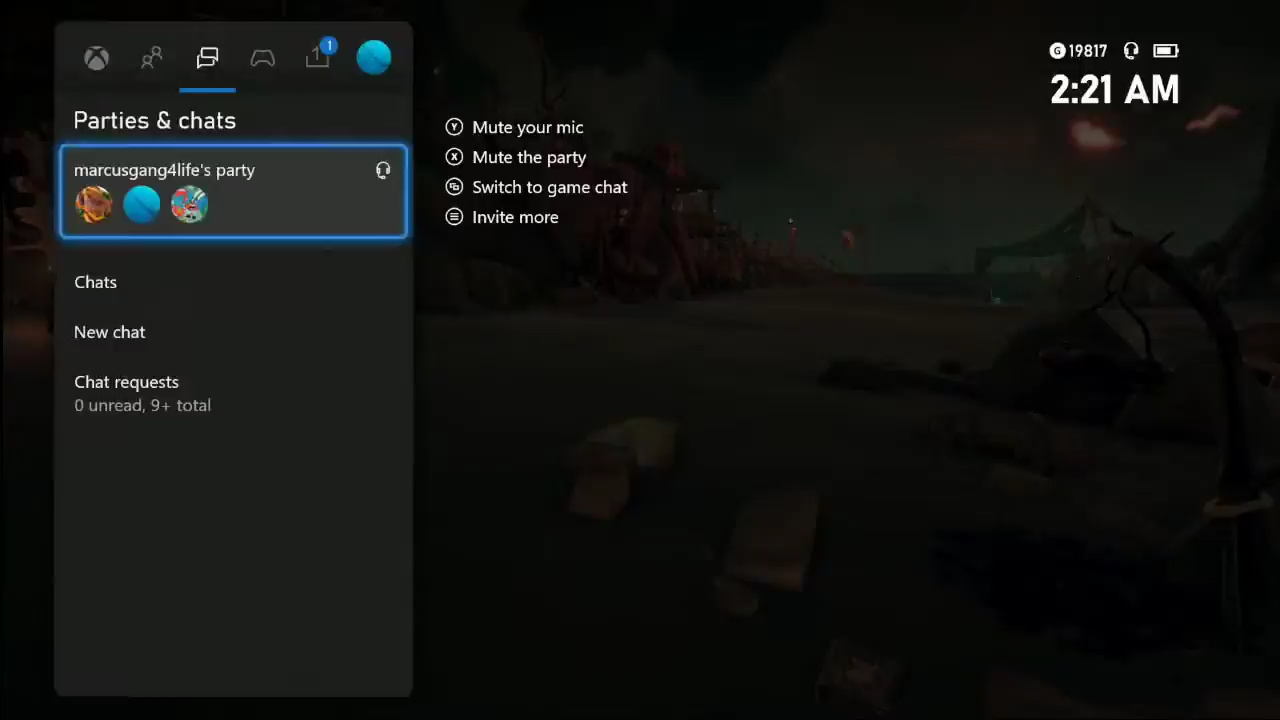 1
G 19817
2:21 AM
Parties & chats
marcusgang4life's party
Y Mute your mic
X Mute the party
Switch to game chat
Invite more
Chats
New chat
Chat requests
0 unread, 9+ total